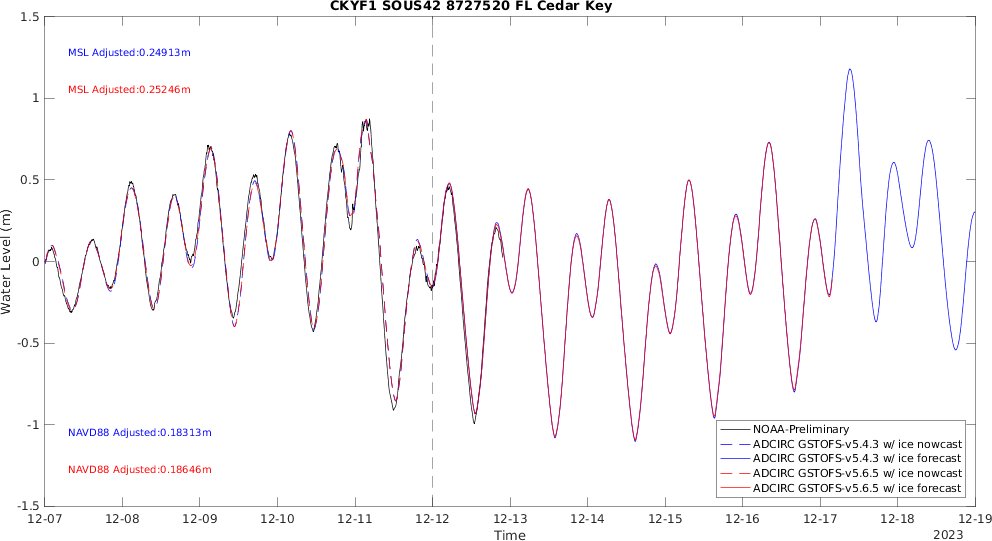 CKYF1 SOUS42 8727520 FL Cedar Key
1.5
1
0.5
0
-0.5
-1
-1.5
Water Level (m)
MSL Adjusted:0.24913m
MSL Adjusted:0.25246m
NAVD88 Adjusted:0.18313m
NAVD88 Adjusted:0.18646m
NOAA-Preliminary
ADCIRC GSTOFS-v5.4.3 w/ ice nowcast
ADCIRC GSTOFS-v5.4.3 w/ ice forecast
ADCIRC GSTOFS-v5.6.5 w/ ice nowcast
ADCIRC GSTOFS-v5.6.5 w/ ice forecast
12-07 12-08 12-09 12-10 12-11 12-12 12-13 12-14 12-15 12-16 12-17 12-18 12-19
Time
2023